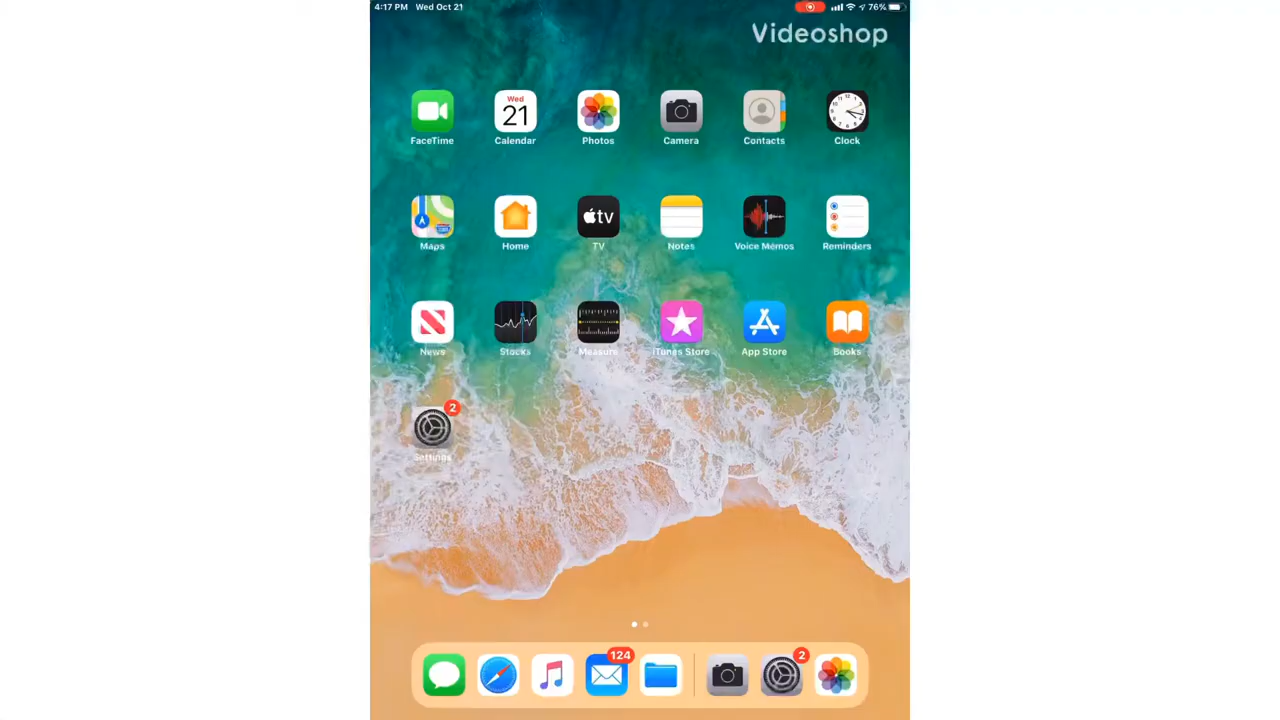 4:17 PM Wed Oct 21 76%
Videoshop
Wed
21
tv
FaceTime Calendar Photos Camera Contacts Clock
Maps Home TV Notes Voice Memos Reminders
News Stocks Measure iTunes Store App Store Books
2
Settings
124
2